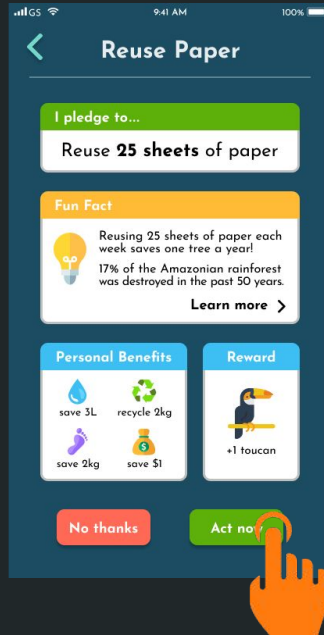 GS 9:41 AM 100%
Reuse Paper
I pledge to...
Reuse 25 sheets of paper
Fun Fact
Reusing 25 sheets of paper each
week saves one tree a year!
17% of the Amazonian rainforest
was destroyed in the past 50 years.
Learn more
Personal Benefits
save 3L recycle 2kg
save 2kg save $1
Reward
+1 toucan
No thanks Act now